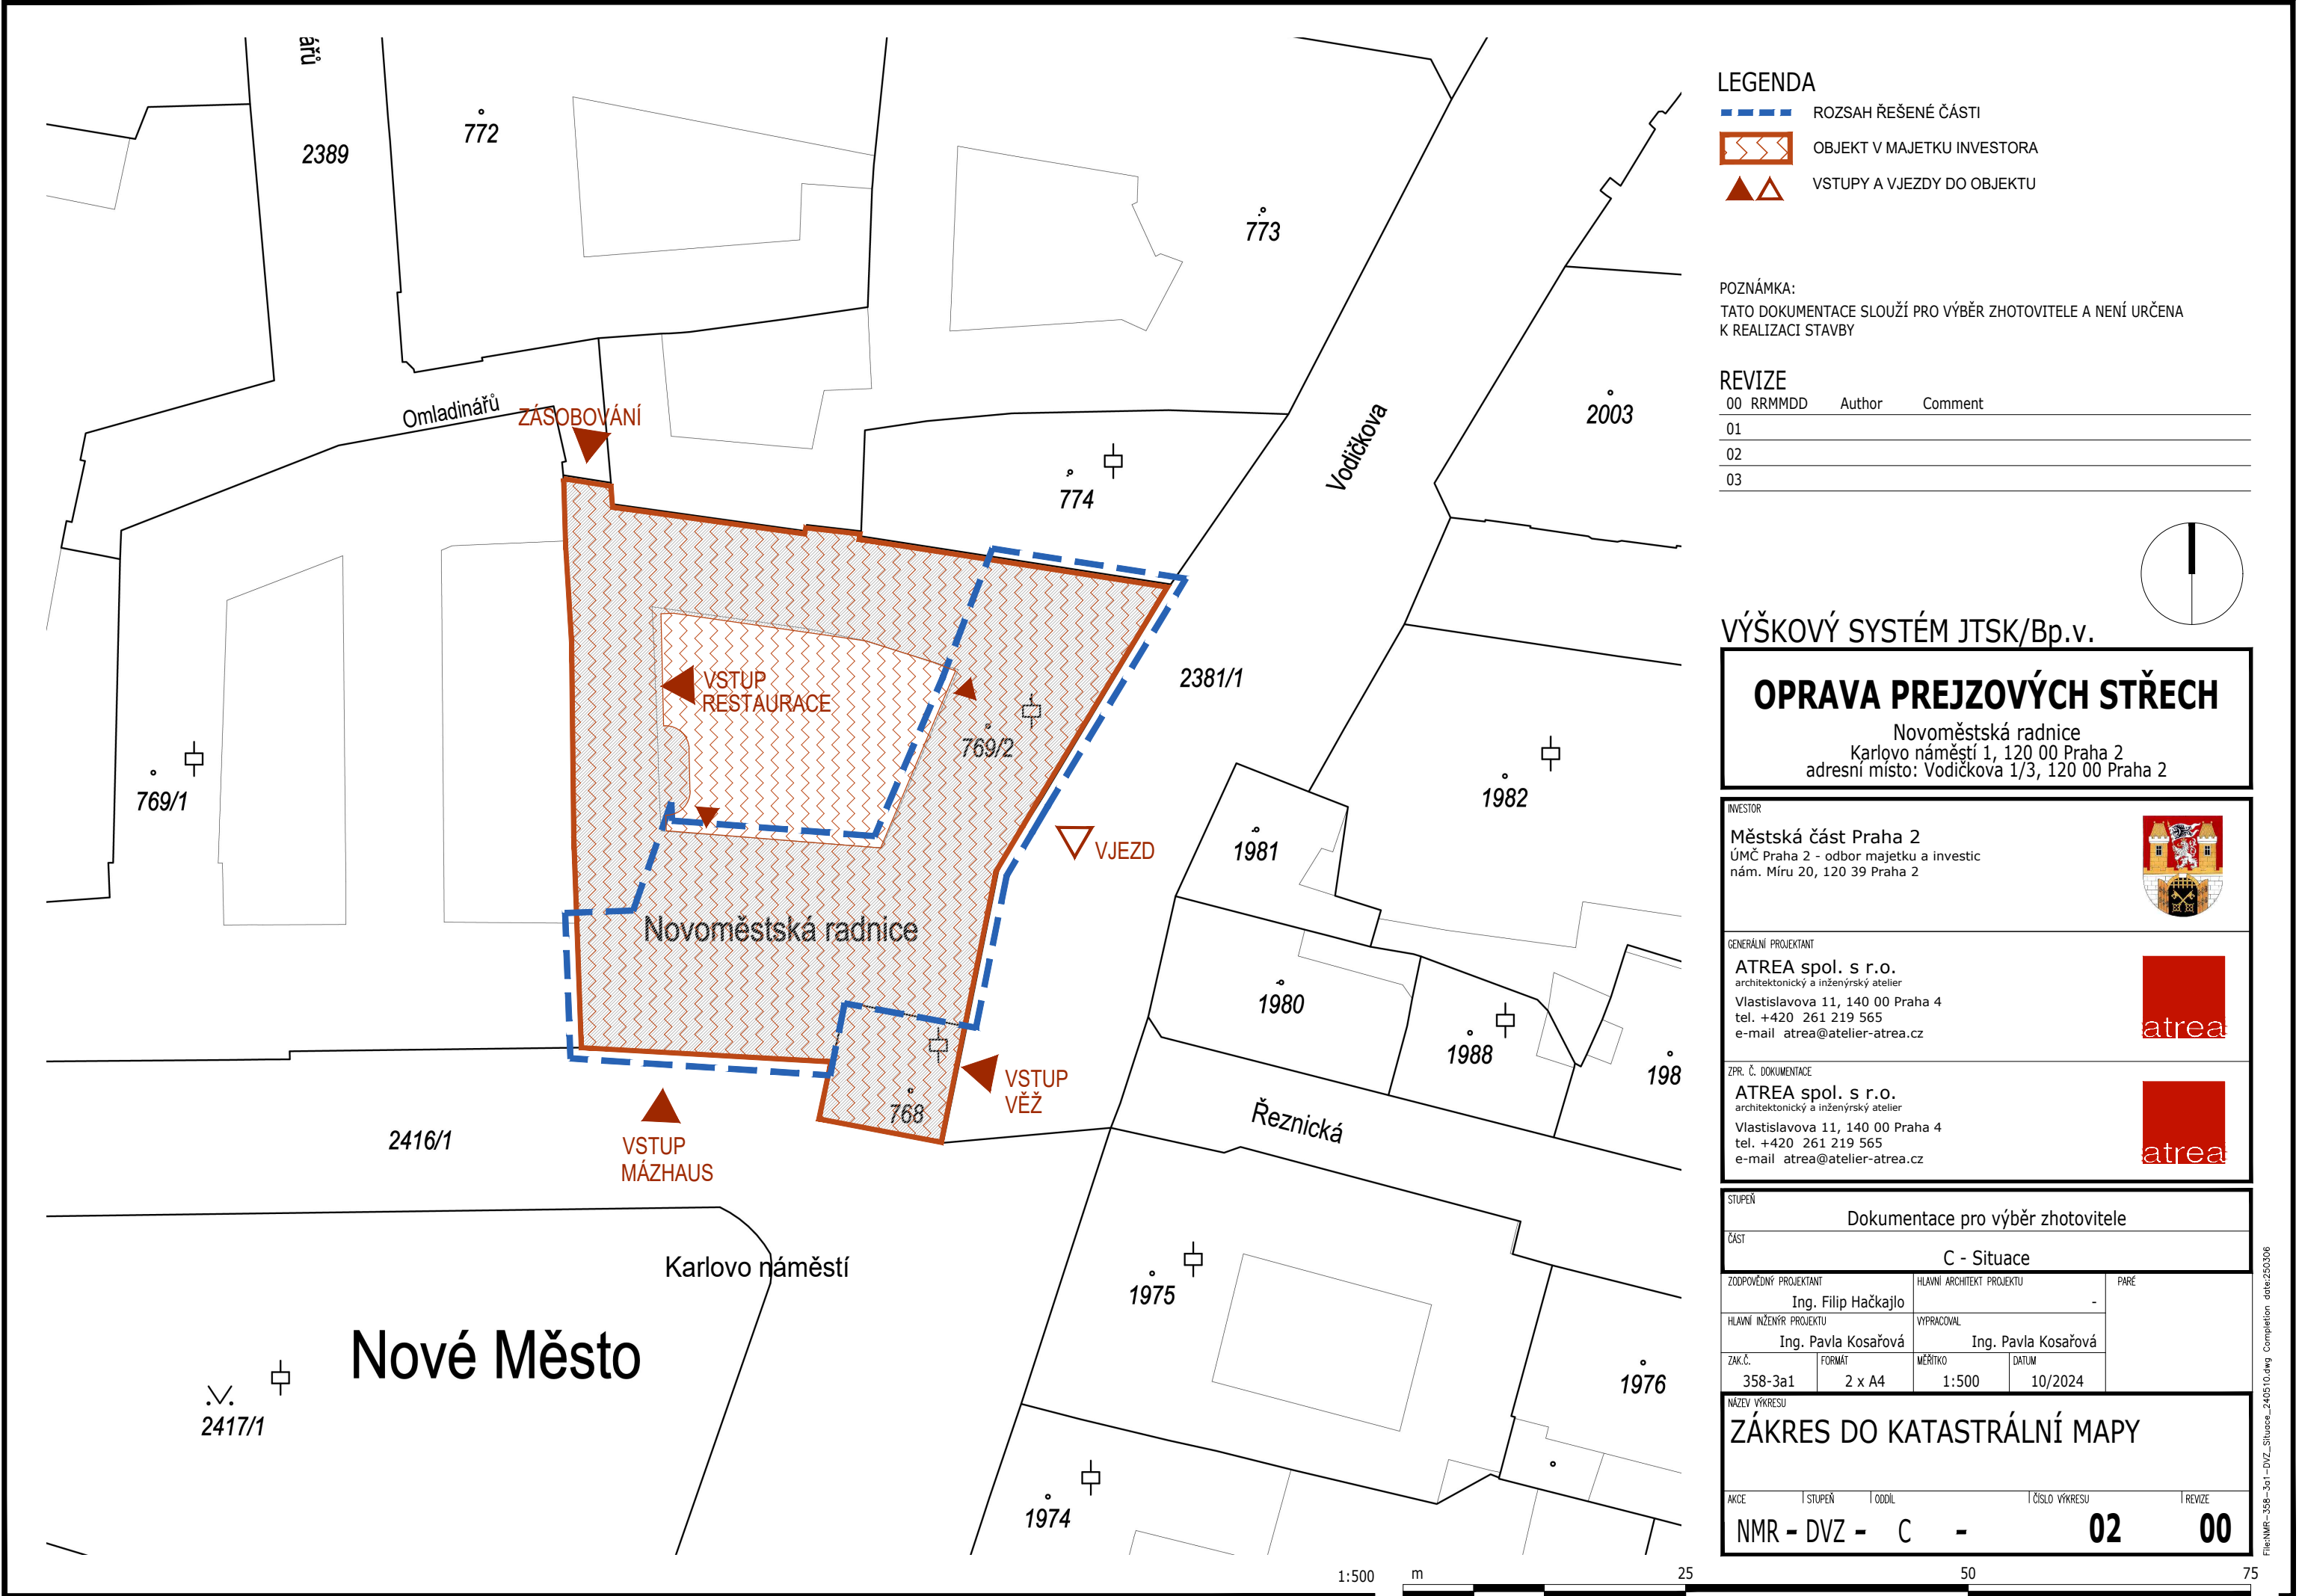 ářů
2389
772
773
2003
Omladinářů
ZÁSOBOVÁNÍ
Vodičkova
774
2381/1
VSTUP
RESTAURACE
769/2
769/1
VJEZD
1982
1981
Novoměstská radnice
1980
1988
198
VSTUP
VĚŽ
768
2416/1
VSTUP
MÁZHAUS
Řeznická
Karlovo náměstí
1975
Nové Město
1976
2417/1
1974
LEGENDA
ROZSAH ŘEŠENÉ ČÁSTI
OBJEKT V MAJETKU INVESTORA
VSTUPY A VJEZDY DO OBJEKTU
POZNÁMKA:
TATO DOKUMENTACE SLOUŽÍ PRO VÝBĚR ZHOTOVITELE A NENÍ URČENA
K REALIZACI STAVBY
REVIZE
00 RRMMDD Author Comment
01
02
03
VÝŠKOVÝ SYSTÉM JTSK/Bp.v.
OPRAVA PREJZOVÝCH STŘECH
Novoměstská radnice
Karlovo náměstí 1, 120 00 Praha 2
adresní místo: Vodičkova 1/3, 120 00 Praha 2
INVESTOR
Městská část Praha 2
ÚMČ Praha 2 - odbor majetku a investic
nám. Míru 20, 120 39 Praha 2
GENERÁLNÍ PROJEKTANT
ATREA spol. s r.o.
architektonický a inženýrský atelier
Vlastislavova 11, 140 00 Praha 4
tel. +420 261 219 565
e-mail atrea@atelier-atrea.cz
atrea
ZPR. Č. DOKUMENTACE
ATREA spol. s r.o.
architektonický a inženýrský atelier
Vlastislavova 11, 140 00 Praha 4
tel. +420 261 219 565
e-mail atrea@atelier-atrea.cz
atrea
STUPEŇ
Dokumentace pro výběr zhotovitele
ČÁST
C - Situace
ZODPOVĚDNÝ PROJEKTANT HLAVNÍ ARCHITEKT PROJEKTU PARÉ
Ing. Filip Hačkajlo -
HLAVNÍ INŽENÝR PROJEKTU VYPRACOVAL
Ing. Pavla Kosařová Ing. Pavla Kosařová
ZAK.Č. FORMÁT MĚŘÍTKO DATUM
358-3a1 2 x A4 1:500 10/2024
NÁZEV VÝKRESU
ZÁKRES DO KATASTRÁLNÍ MAPY
AKCE STUPEŇ ODDÍL ČÍSLO VÝKRESU REVIZE
NMR - DVZ - C - 02 00
File:NMR-358-3a1-DVZ_Situace_240510.dwg Completion date:250306
1:500 m 25 50 75